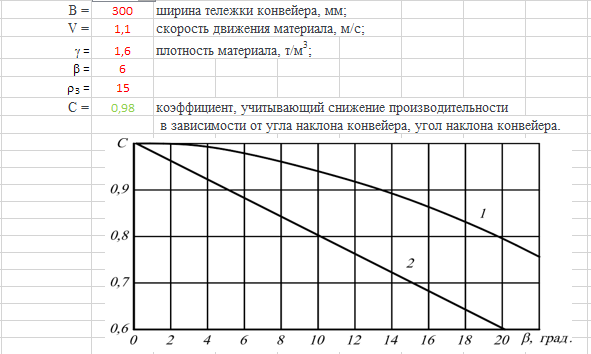 B = 300 ширина тележки конвейера, мм;
V = 1,1 скорость движения материала, м/с;
γ = 1,6 плотность материала, т/м³;
β = 6
ρ₃ = 15
C = 0,98 коэффициент, учитывающий снижение производительности
в зависимости от угла наклона конвейера, угол наклона конвейера.
C
0,9
0,8
0,7
0,6
1
2
0 2 4 6 8 10 12 14 16 18 20 β, град.